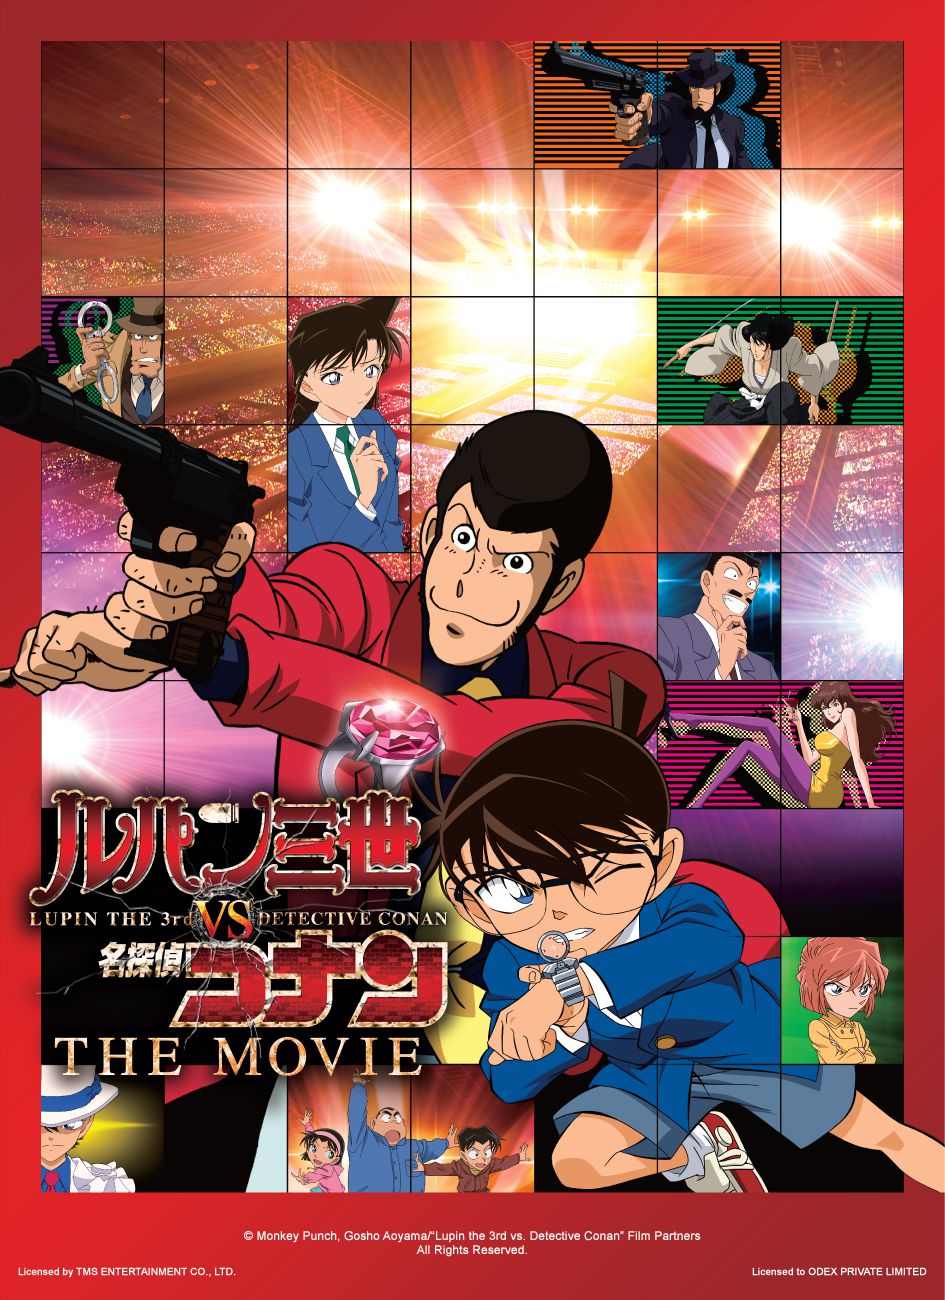 ルパン三世
LUPIN THE 3rd VS DETECTIVE CONAN
名探偵コナン
THE MOVIE
© Monkey Punch, Gosho Aoyama/“Lupin the 3rd vs. Detective Conan” Film Partners
All Rights Reserved.
Licensed by TMS ENTERTAINMENT CO., LTD.
Licensed to ODEX PRIVATE LIMITED